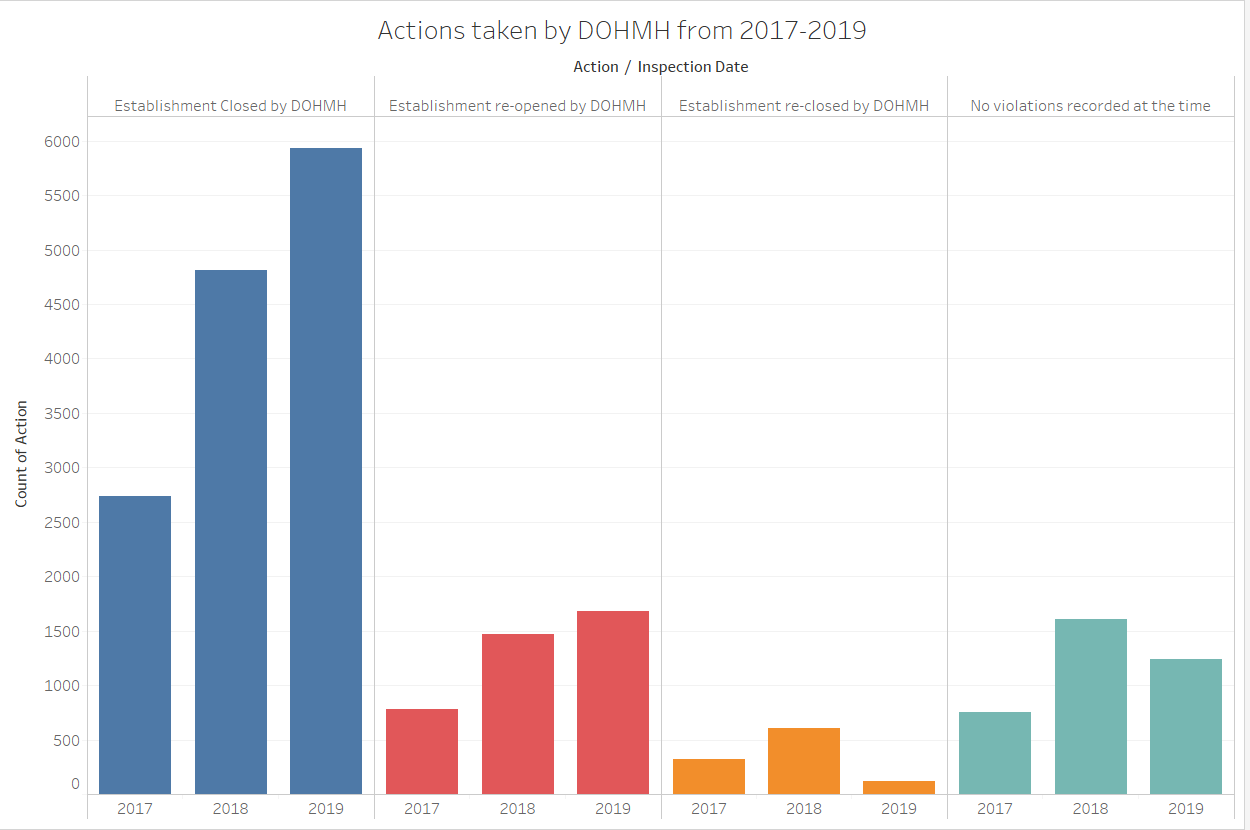 Actions taken by DOHMH from 2017-2019
Action / Inspection Date
Establishment Closed by DOHMH
Establishment re-opened by DOHMH
Establishment re-closed by DOHMH
No violations recorded at the time
Count of Action
6000
5500
5000
4500
4000
3500
3000
2500
2000
1500
1000
500
0
2017 2018 2019 2017 2018 2019 2017 2018 2019 2017 2018 2019